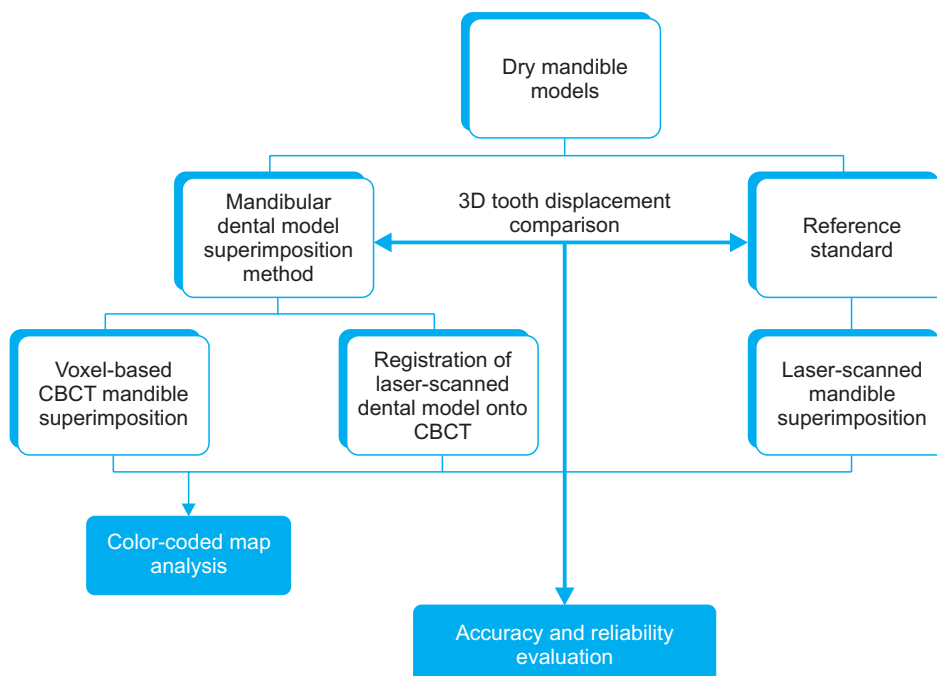 Dry mandible
models
Mandibular
dental model
superimposition
method
3D tooth displacement
comparison
Reference
standard
Voxel-based
CBCT mandible
superimposition
Registration of
laser-scanned
dental model onto
CBCT
Laser-scanned
mandible
superimposition
Color-coded map
analysis
Accuracy and reliability
evaluation